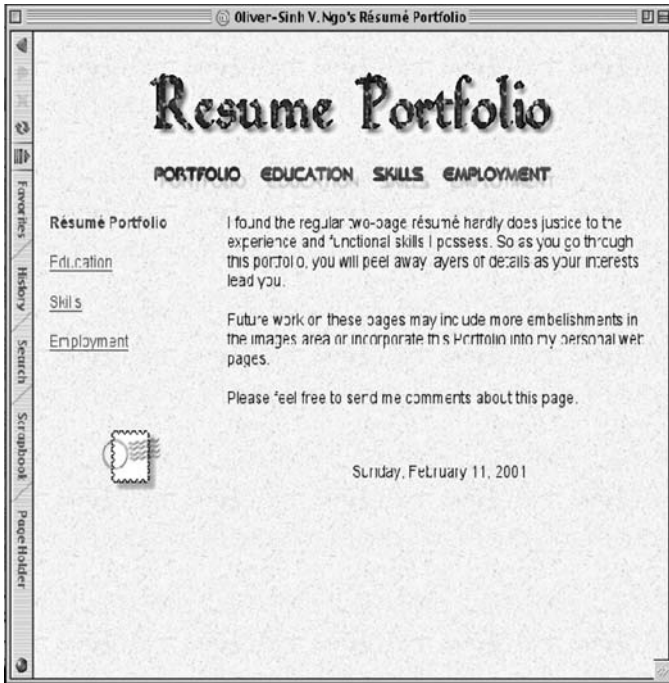 Oliver-Sinh V. Ngo's Résumé Portfolio
Resume Portfolio
PORTFOLIO EDUCATION SKILLS EMPLOYMENT
Favorites
History
Search
Scrapbook
Page Holder
Résumé Portfolio
Education
Skills
Employment
I found the regular two-page résumé hardly does justice to the
experience and functional skills I possess. So as you go through
this portfolio, you will peel away layers of details as your interests
lead you.
Future work on these pages may include more embelishments in
the images area or incorporate this Portfolio into my personal web
pages.
Please feel free to send me comments about this page.
Sunday, February 11, 2001